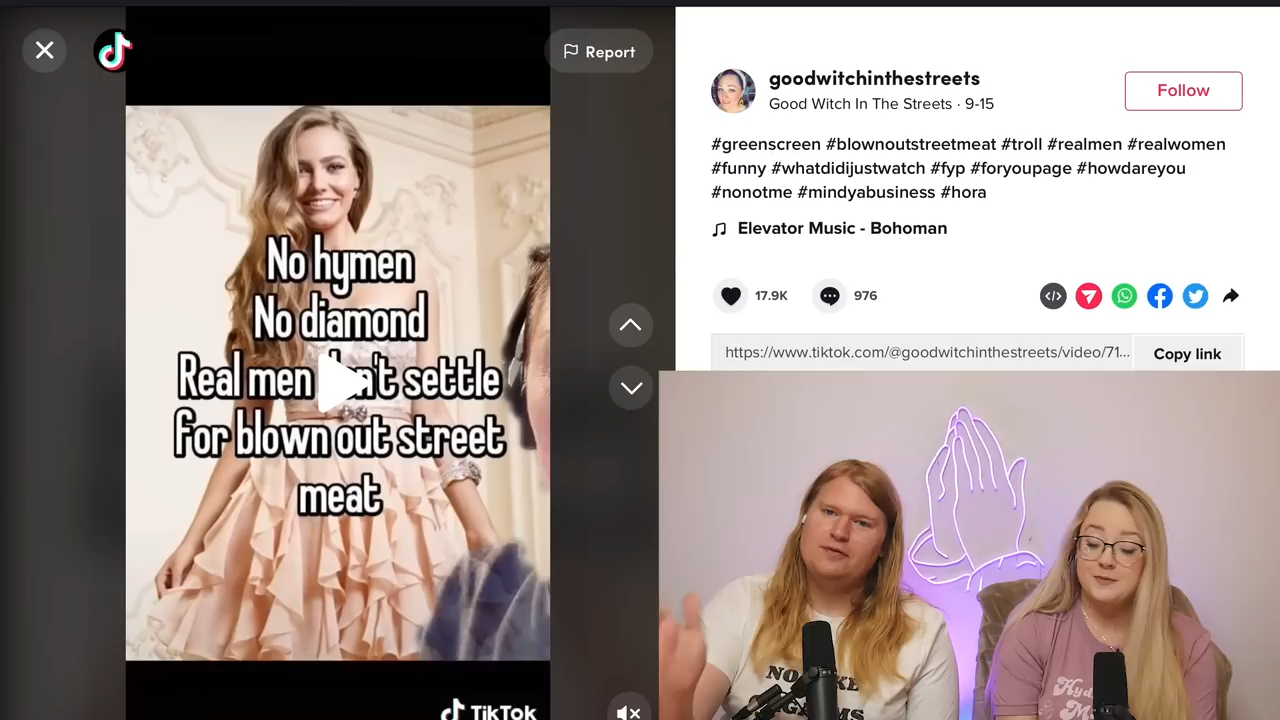 Report
No hymen
No diamond
Real men
settle
for blown out street
meat
TikTok
goodwitchinthestreets
Good Witch In The Streets · 9-15
Follow
#greenscreen #blownoutstreetmeat #troll #realmen #realwomen
#funny #whatdidijustwatch #fyp #foryoupage #howdareyou
#nonotme #mindyabusiness #hora
Elevator Music - Bohoman
17.9K
976
https://www.tiktok.com/@goodwitchinthestreets/video/71...
Copy link